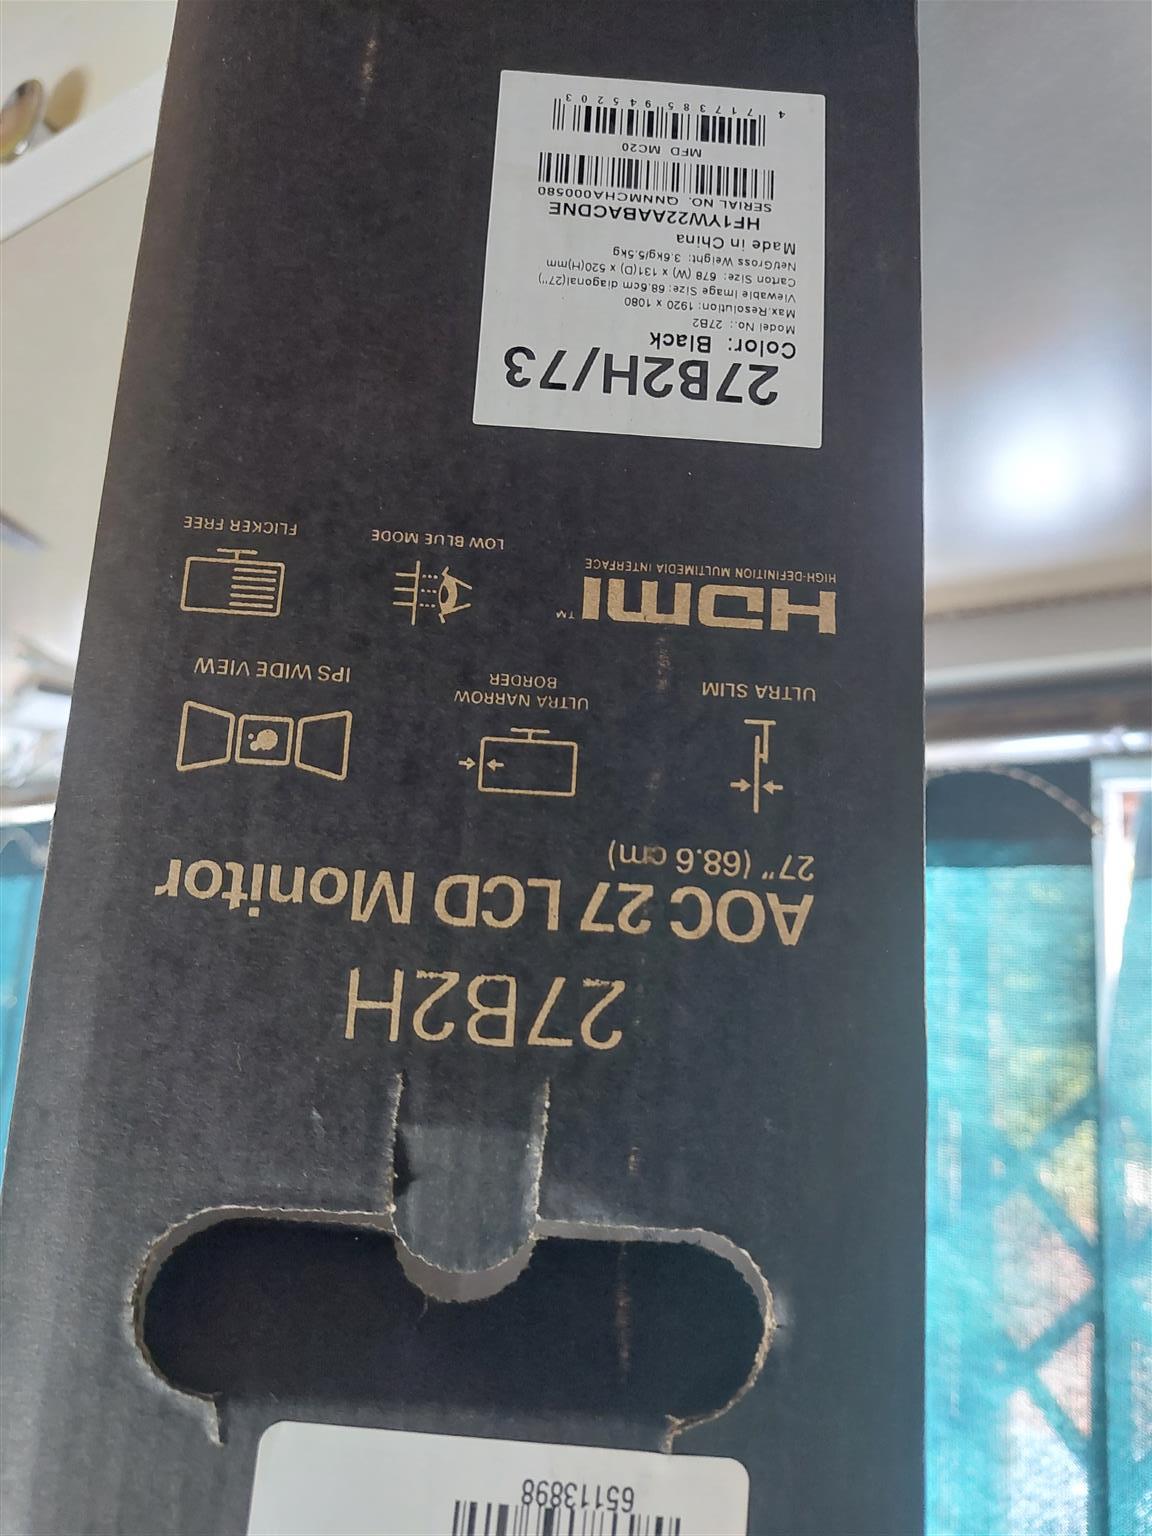 65113898
27B2H
AOC 27 LCD Monitor
27" (68.6 cm)
ULTRA SLIM
ULTRA NARROW
BORDER
IPS WIDE VIEW
HDMI™
HIGH-DEFINITION MULTIMEDIA INTERFACE
LOW BLUE MODE
FLICKER FREE
27B2H/73
Color: Black
Model No.: 27B2
Max.Resolution: 1920 x 1080
Viewable Image Size: 68.6cm diagonal(27")
Carton Size: 678 (W) x 131(D) x 520(H)mm
Net/Gross Weight: 3.6kg/5.5kg
Made in China
HF1YW22AABACDNE
SERIAL NO. QNNMCHA000580
MFD MC20
4 717385 945203